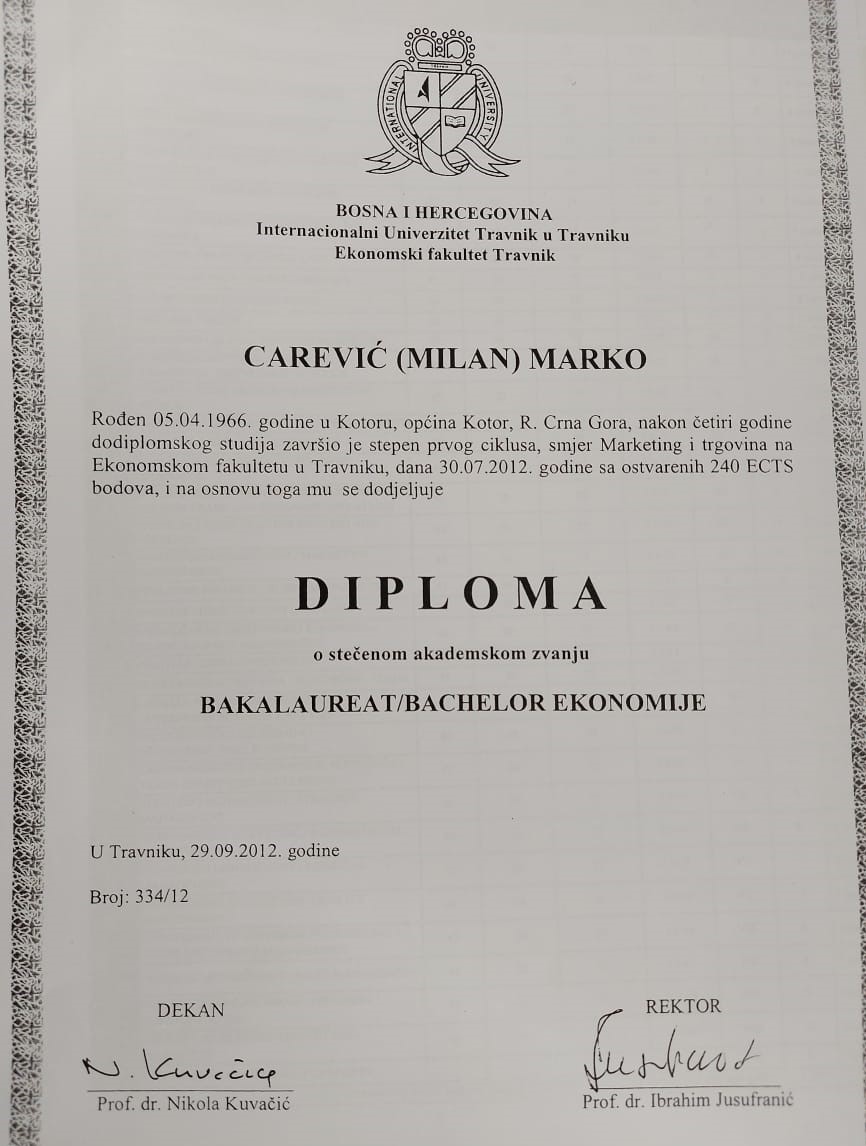 TRAVNIK
INTERNATIONAL UNIVERSITY
BOSNA I HERCEGOVINA
Internacionalni Univerzitet Travnik u Travniku
Ekonomski fakultet Travnik
CAREVIĆ (MILAN) MARKO
Rođen 05.04.1966. godine u Kotoru, općina Kotor, R. Crna Gora, nakon četiri godine
dodiplomskog studija završio je stepen prvog ciklusa, smjer Marketing i trgovina na
Ekonomskom fakultetu u Travniku, dana 30.07.2012. godine sa ostvarenih 240 ECTS
bodova, i na osnovu toga mu se dodjeljuje
DIPLOMA
o stečenom akademskom zvanju
BAKALAUREAT/BACHELOR EKONOMIJE
U Travniku, 29.09.2012. godine
Broj: 334/12
DEKAN
REKTOR
N. Kuvačić
Prof. dr. Nikola Kuvačić
Prof. dr. Ibrahim Jusufranić